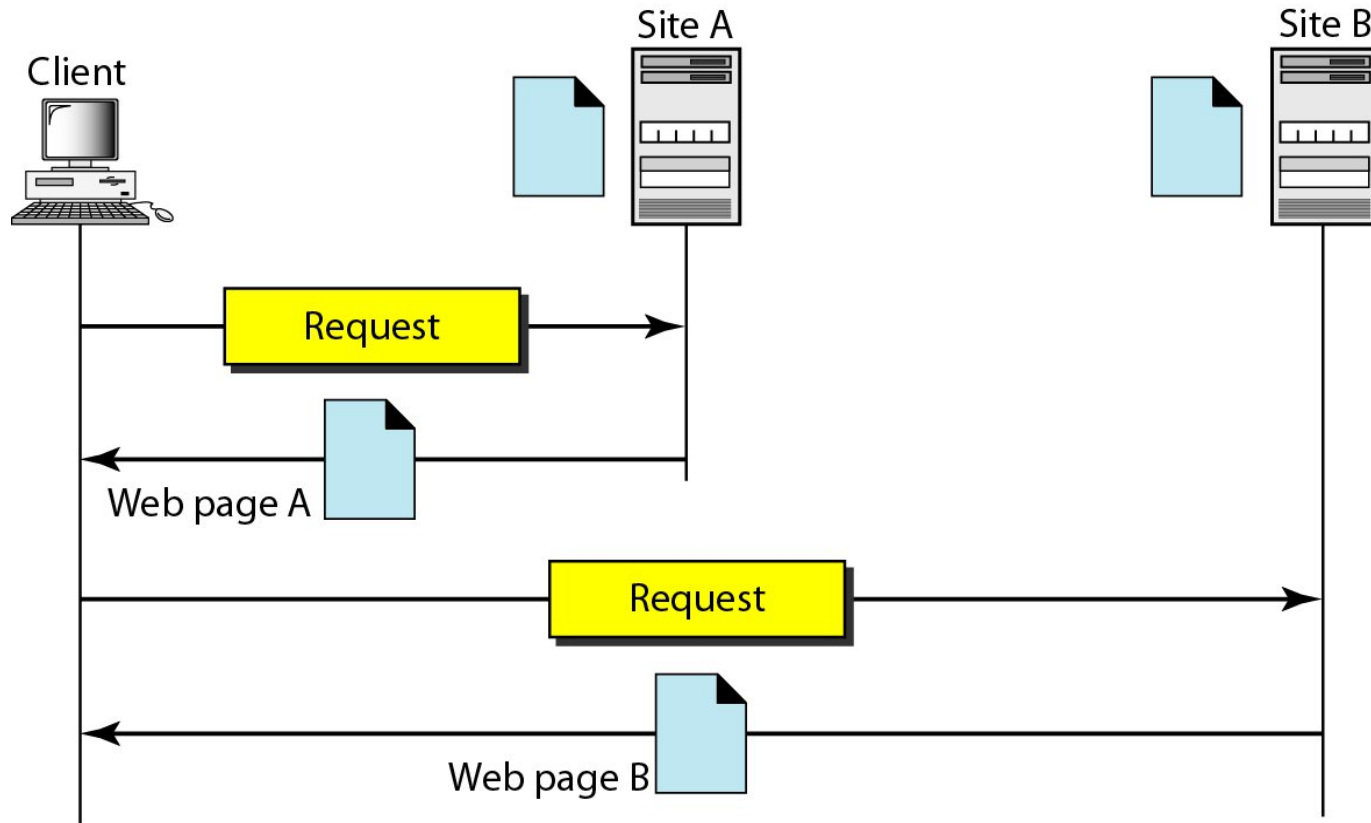 Site A
Site B
Client
Request
Web page A
Request
Web page B